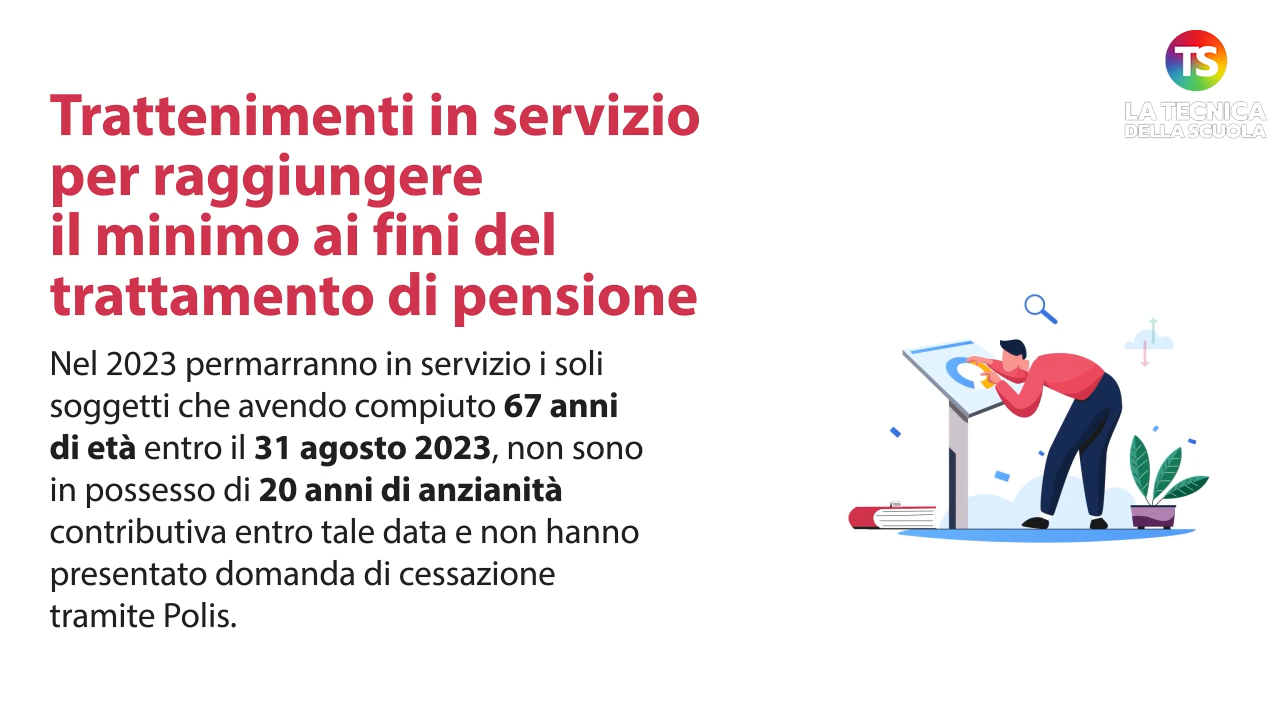 TS
LA TECNICA
DELLA SCUOLA
Trattenimenti in servizio
per raggiungere
il minimo ai fini del
trattamento di pensione
Nel 2023 permarranno in servizio i soli
soggetti che avendo compiuto 67 anni
di età entro il 31 agosto 2023, non sono
in possesso di 20 anni di anzianità
contributiva entro tale data e non hanno
presentato domanda di cessazione
tramite Polis.